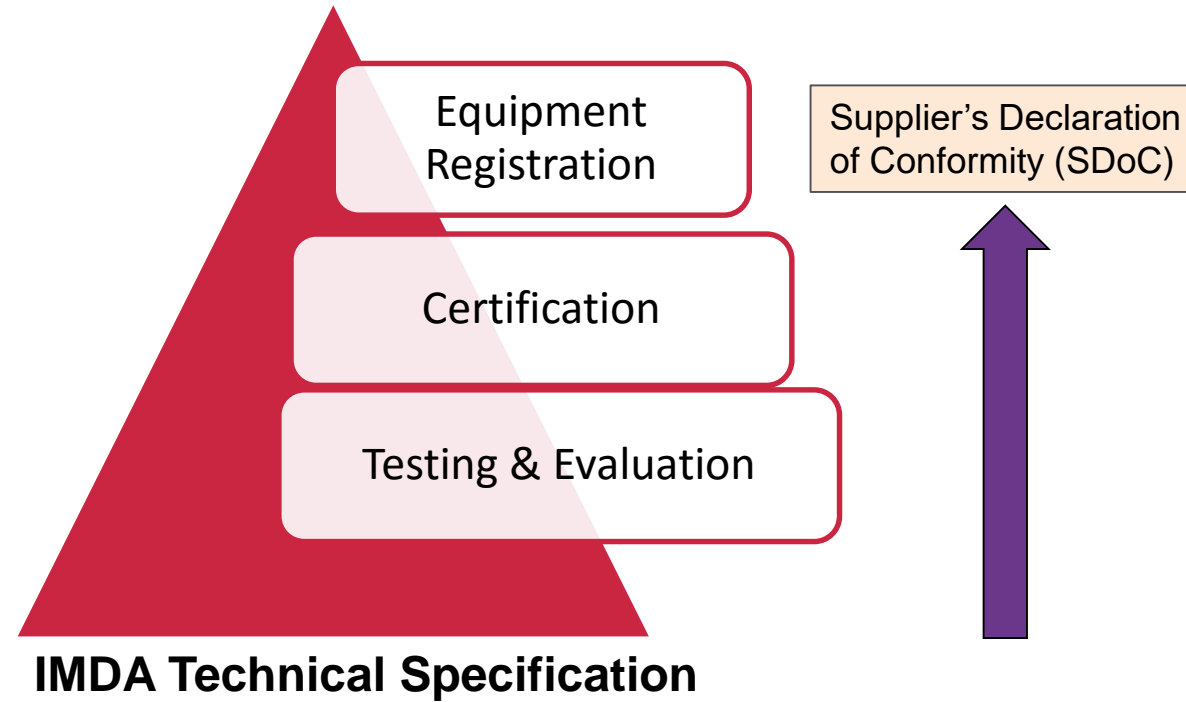 Equipment
Registration
Supplier’s Declaration
of Conformity (SDoC)
Certification
Testing & Evaluation
IMDA Technical Specification